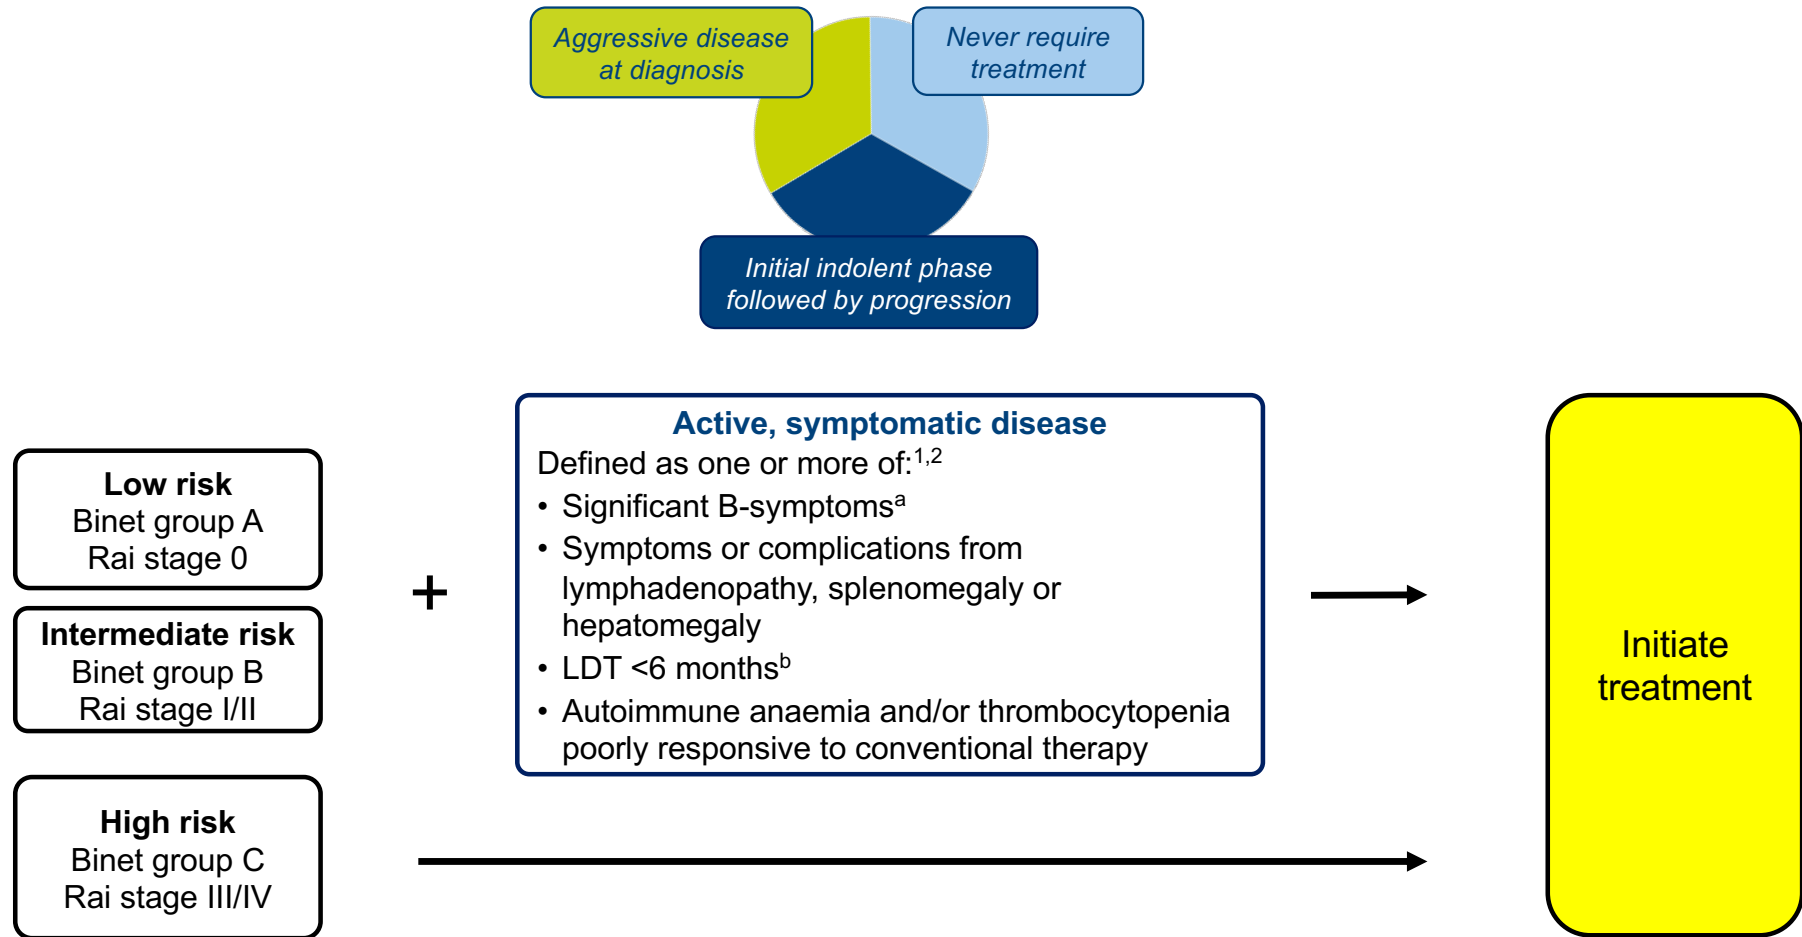 Aggressive disease
at diagnosis
Never require
treatment
Initial indolent phase
followed by progression
Low risk
Binet group A
Rai stage 0
Intermediate risk
Binet group B
Rai stage I/II
High risk
Binet group C
Rai stage III/IV
+
Active, symptomatic disease
Defined as one or more of:1,2
• Significant B-symptomsa
• Symptoms or complications from
lymphadenopathy, splenomegaly or
hepatomegaly
• LDT <6 monthsb
• Autoimmune anaemia and/or thrombocytopenia
poorly responsive to conventional therapy
Initiate
treatment